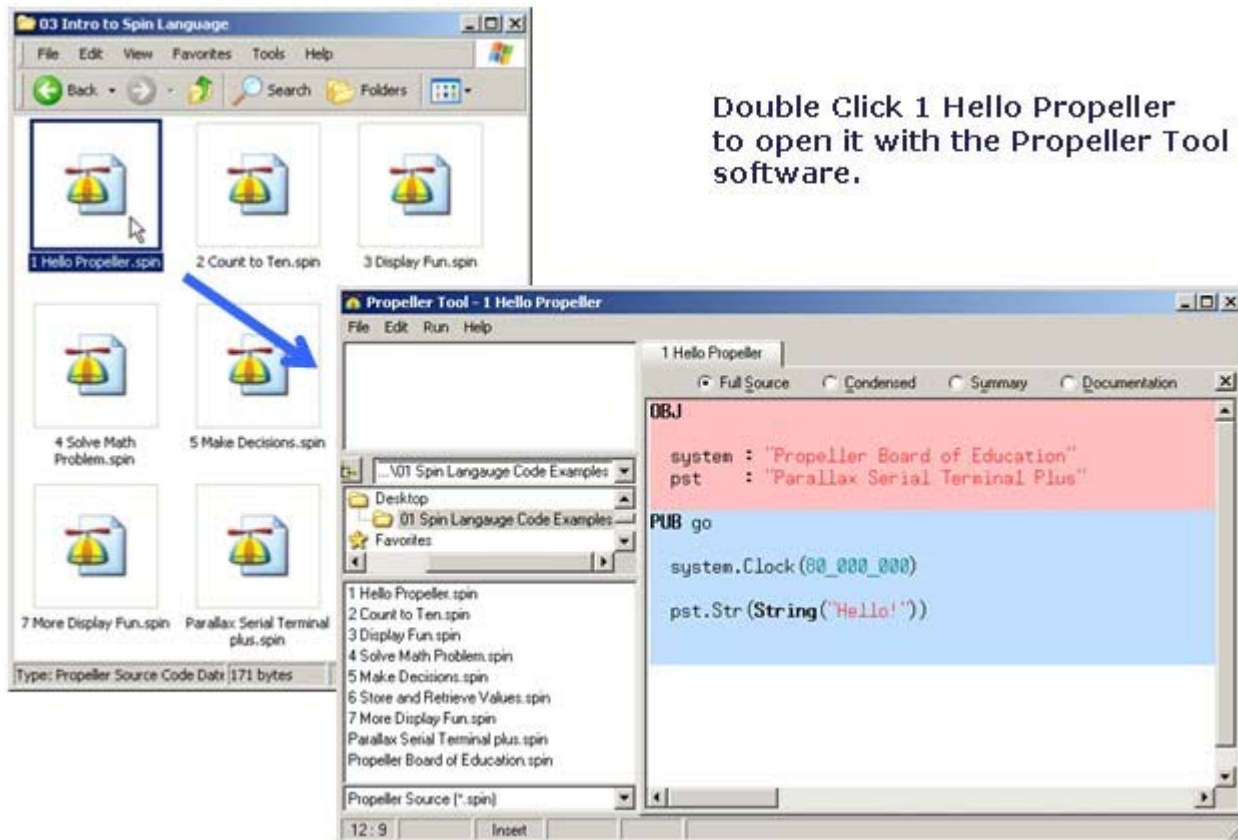 03 Intro to Spin Language
File Edit View Favorites Tools Help
Back Search Folders
1 Hello Propeller.spin 2 Count to Ten.spin 3 Display Fun.spin
4 Solve Math Problem.spin 5 Make Decisions.spin
7 More Display Fun.spin Parallax Serial Terminal plus.spin
Type: Propeller Source Code Date 171 bytes
Double Click 1 Hello Propeller
to open it with the Propeller Tool
software.
Propeller Tool - 1 Hello Propeller
File Edit Run Help
...\01 Spin Langauge Code Examples
Desktop
01 Spin Langauge Code Examples
Favorites
1 Hello Propeller.spin
2 Count to Ten.spin
3 Display Fun.spin
4 Solve Math Problem.spin
5 Make Decisions.spin
6 Store and Retrieve Values.spin
7 More Display Fun.spin
Parallax Serial Terminal plus.spin
Propeller Board of Education.spin
Propeller Source (*.spin)
1 Hello Propeller
Full Source Condensed Summary Documentation
OBJ
system : "Propeller Board of Education"
pst : "Parallax Serial Terminal Plus"
PUB go
system.Clock(80_000_000)
pst.Str(String("Hello!"))
12 : 9 Insert